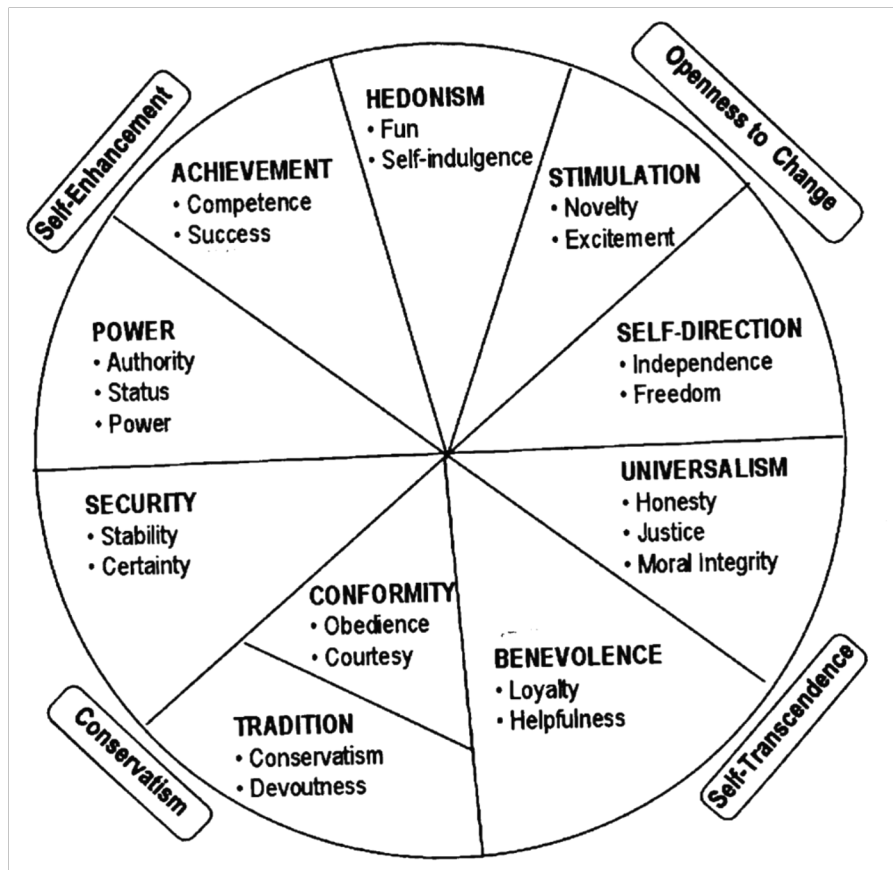 Self-Enhancement
Openness to Change
HEDONISM
• Fun
• Self-indulgence
ACHIEVEMENT
• Competence
• Success
STIMULATION
• Novelty
• Excitement
POWER
• Authority
• Status
• Power
SELF-DIRECTION
• Independence
• Freedom
SECURITY
• Stability
• Certainty
UNIVERSALISM
• Honesty
• Justice
• Moral Integrity
CONFORMITY
• Obedience
• Courtesy
BENEVOLENCE
• Loyalty
• Helpfulness
TRADITION
• Conservatism
• Devoutness
Conservatism
Self-Transcendence